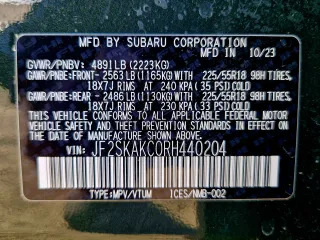 MFD BY SUBARU CORPORATION 10/23
GVWR/PNBV: 4891LB (2223KG)
GAWR/PNBE: FRONT- 2563 LB (1165KG) WITH 225/55R18 98H TIRES,
18X7J RIMS AT 240 KPA ( 35 PSI) COLD
GAWR/PNBE: REAR - 2486 LB (1130KG) WITH 225/55R18 98H TIRES,
18X7J RIMS AT 230 KPA ( 33 PSI) COLD
THIS VEHICLE CONFORMS TO ALL APPLICABLE FEDERAL MOTOR
VEHICLE SAFETY BUMPER, AND THEFT PREVENTION STANDARDS
IN EFFECT ON THE DATE OF MANUFACTURE SHOWN ABOVE.
VIN: JF2SKAKC0RH440204
TYPE:MPV/VTUM 1CES/NMB-002